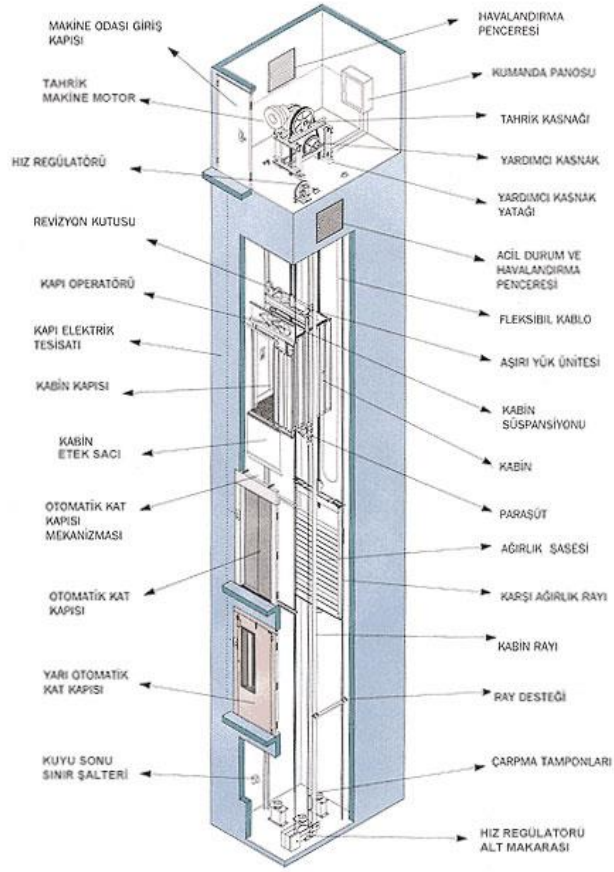 MAKİNE ODASI GİRİŞ
KAPISI
TAHRİK
MAKİNE MOTOR
HIZ REGÜLATÖRÜ
REVİZYON KUTUSU
KAPI OPERATÖRÜ
KAPI ELEKTRİK
TESİSATI
KABİN KAPISI
KABİN
ETEK SACI
OTOMATİK KAT
KAPISI
MEKANİZMASI
OTOMATİK KAT
KAPISI
YARI OTOMATİK
KAT KAPISI
KUYU SONU
SINIR ŞALTERİ
HAVALANDIRMA
PENCERESİ
KUMANDA PANOSU
TAHRİK KASNAĞI
YARDIMCI KASNAK
YARDIMCI KASNAK
YATAĞI
ACİL DURUM VE
HAVALANDIRMA
PENCERESİ
FLEKSIBIL KABLO
AŞIRI YÜK ÜNİTESİ
KABİN
SÜSPANSİYONU
KABİN
PARAŞÜT
AĞIRLIK ŞASESİ
KARŞI AĞIRLIK RAYI
KABİN RAYI
RAY DESTEĞİ
ÇARPMA TAMPONLARI
HIZ REGÜLATÖRÜ
ALT MAKARASI